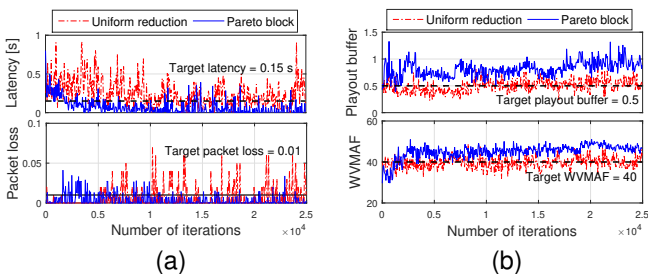 Uniform reduction Pareto block
Latency [s]
1
0.5
0
Target latency = 0.15 s
Packet loss
0.1
0.05
0
Target packet loss = 0.01
0 0.5 1 1.5 2 2.5
Number of iterations ×10⁴
(a)
Uniform reduction Pareto block
Playout buffer
1.5
1
0.5
0
Target playout buffer = 0.5
WVMAF
60
40
20
Target WVMAF = 40
0 0.5 1 1.5 2 2.5
Number of iterations ×10⁴
(b)